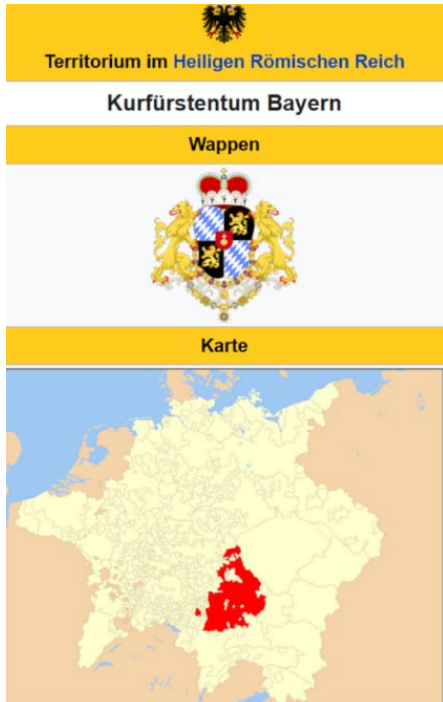 Territorium im Heiligen Römischen Reich
Kurfürstentum Bayern
Wappen
Karte